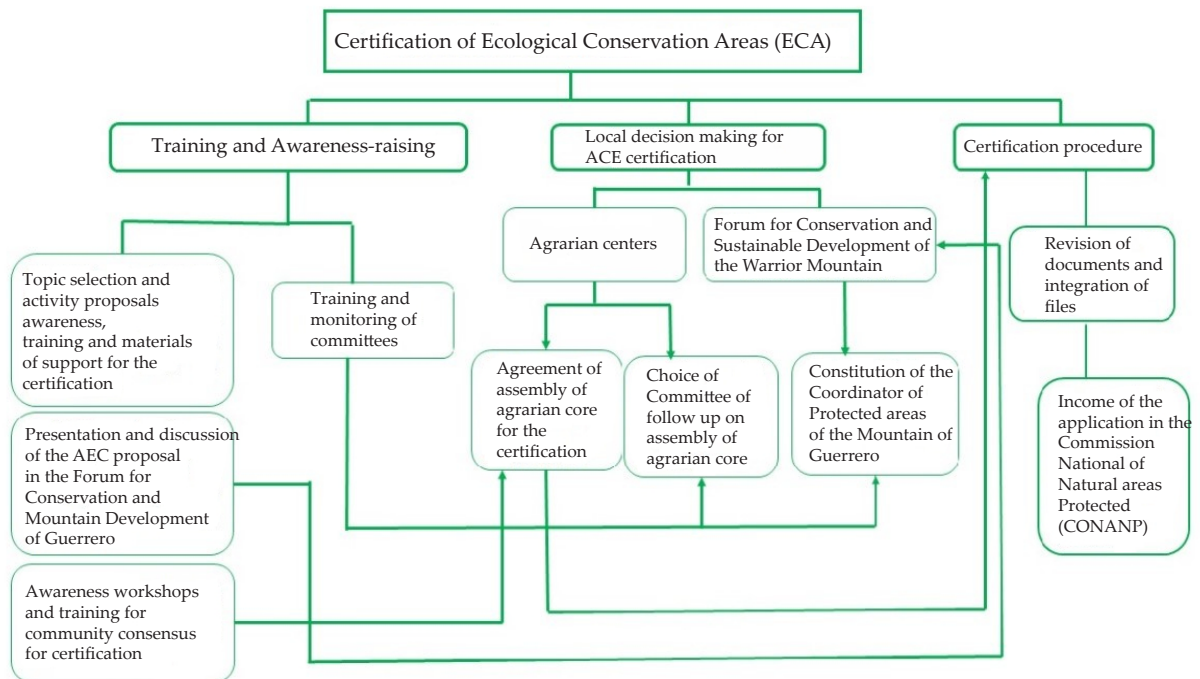 Certification of Ecological Conservation Areas (ECA)
Training and Awareness-raising
Local decision making for
ACE certification
Certification procedure
Agrarian centers
Forum for Conservation and
Sustainable Development of
the Warrior Mountain
Revision of
documents and
integration of
files
Topic selection and
activity proposals
awareness,
training and materials
of support for the
certification
Training and
monitoring of
committees
Agreement of
assembly of
agrarian core
for the
certification
Choice of
Committee of
follow up on
assembly of
agrarian core
Constitution of the
Coordinator of
Protected areas
of the Mountain of
Guerrero
Income of the
application in the
Commission
National of
Natural areas
Protected
(CONANP)
Presentation and discussion
of the AEC proposal
in the Forum for
Conservation and
Mountain Development
of Guerrero
Awareness workshops
and training for
community consensus
for certification